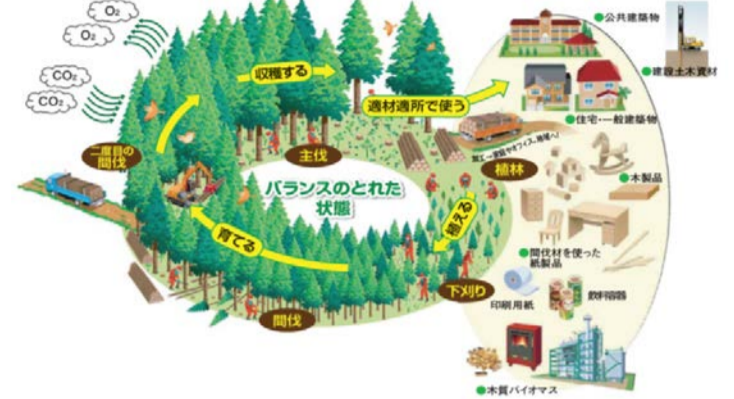 O₂
O₂
CO₂
CO₂
収穫する
適材適所で使う
二度目の
間伐
主伐
バランスのとれた
状態
育てる
植える
植林
間伐
下刈り
●公共建築物
●建設土木資材
●住宅・一般建築物
●木製品
●間伐材を使った
紙製品
印刷用紙
飲料容器
●木質バイオマス